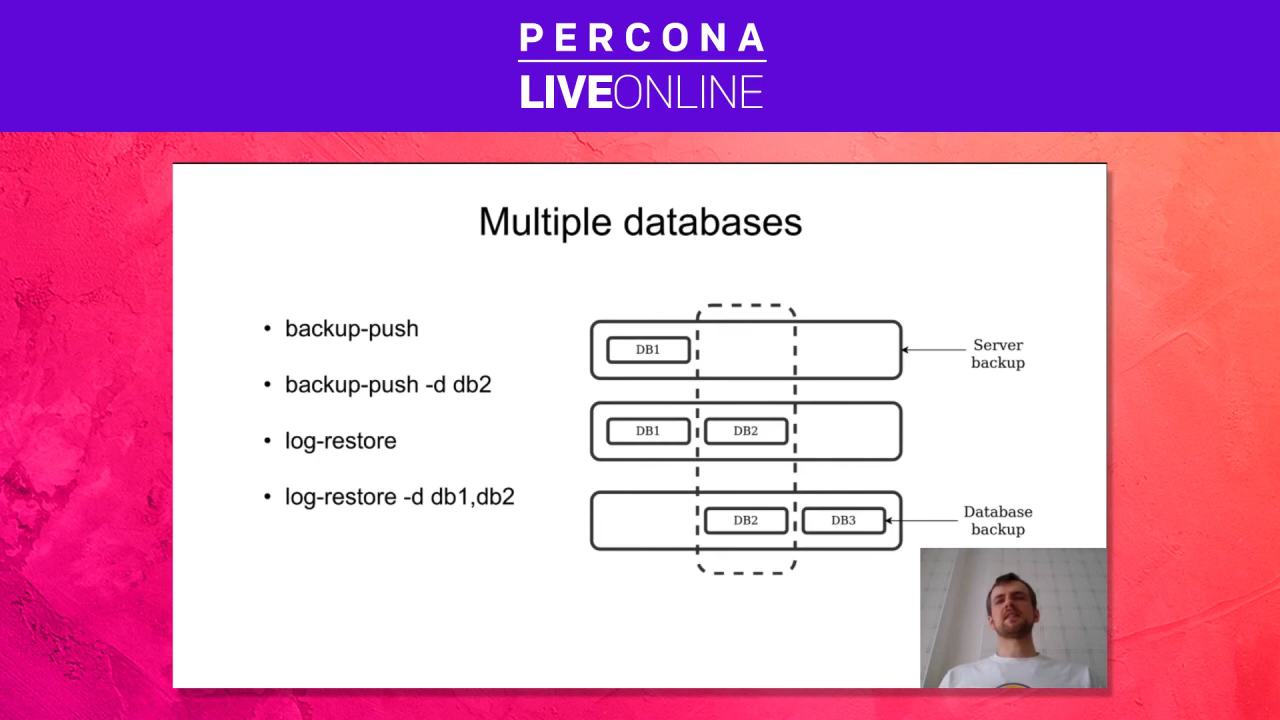 PERCONA
LIVEONLINE
Multiple databases
• backup-push
• backup-push -d db2
• log-restore
• log-restore -d db1,db2
DB1
Server
backup
DB1
DB2
DB2
DB3
Database
backup